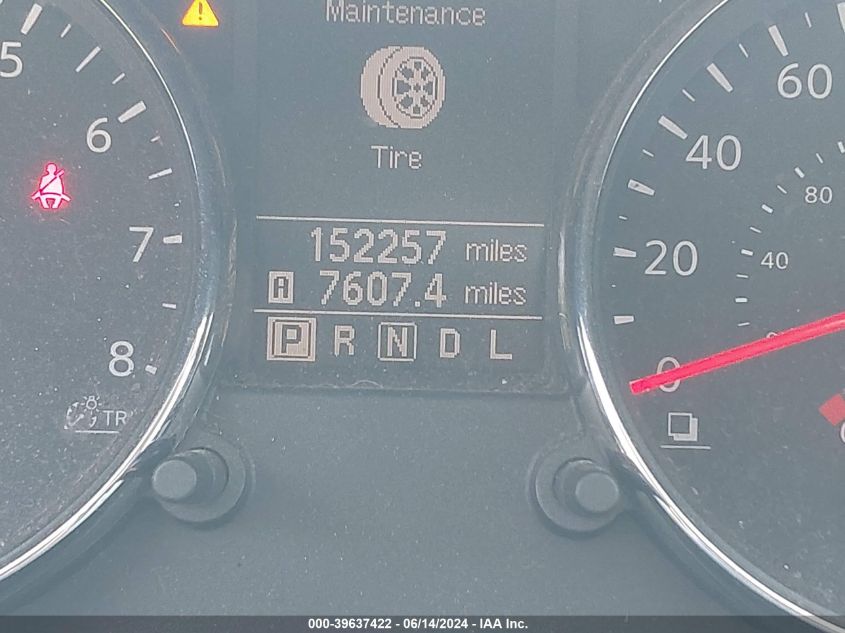 Maintenance
Tire
152257 miles
A 7607.4 miles
P R N D L
5
6
7
8
TR
60
40
20
0
80
40
000-39637422 - 06/14/2024 - IAA Inc.